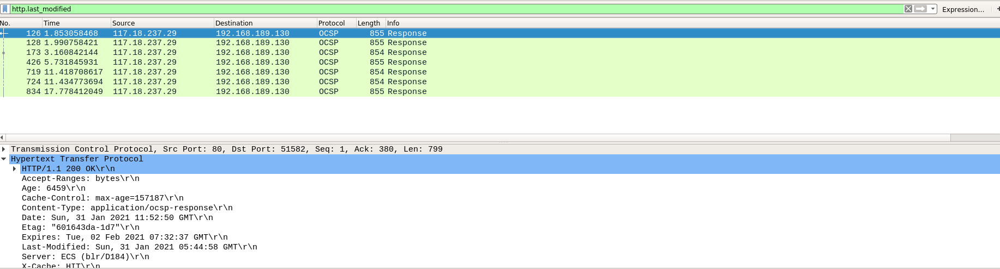 http.last_modified Expression... +
No. Time Source Destination Protocol Length Info
126 1.853058468 117.18.237.29 192.168.189.130 OCSP 855 Response
128 1.990758421 117.18.237.29 192.168.189.130 OCSP 855 Response
173 3.160842144 117.18.237.29 192.168.189.130 OCSP 854 Response
426 5.731845931 117.18.237.29 192.168.189.130 OCSP 855 Response
719 11.418708617 117.18.237.29 192.168.189.130 OCSP 854 Response
724 11.434773694 117.18.237.29 192.168.189.130 OCSP 854 Response
834 17.778412049 117.18.237.29 192.168.189.130 OCSP 855 Response
Transmission Control Protocol, Src Port: 80, Dst Port: 51582, Seq: 1, Ack: 380, Len: 799
Hypertext Transfer Protocol
HTTP/1.1 200 OK\r\n
Accept-Ranges: bytes\r\n
Age: 6459\r\n
Cache-Control: max-age=157187\r\n
Content-Type: application/ocsp-response\r\n
Date: Sun, 31 Jan 2021 11:52:50 GMT\r\n
Etag: "601643da-1d7"\r\n
Expires: Tue, 02 Feb 2021 07:32:37 GMT\r\n
Last-Modified: Sun, 31 Jan 2021 05:44:58 GMT\r\n
Server: ECS (blr/D184)\r\n
X-Cache: HIT\r\n